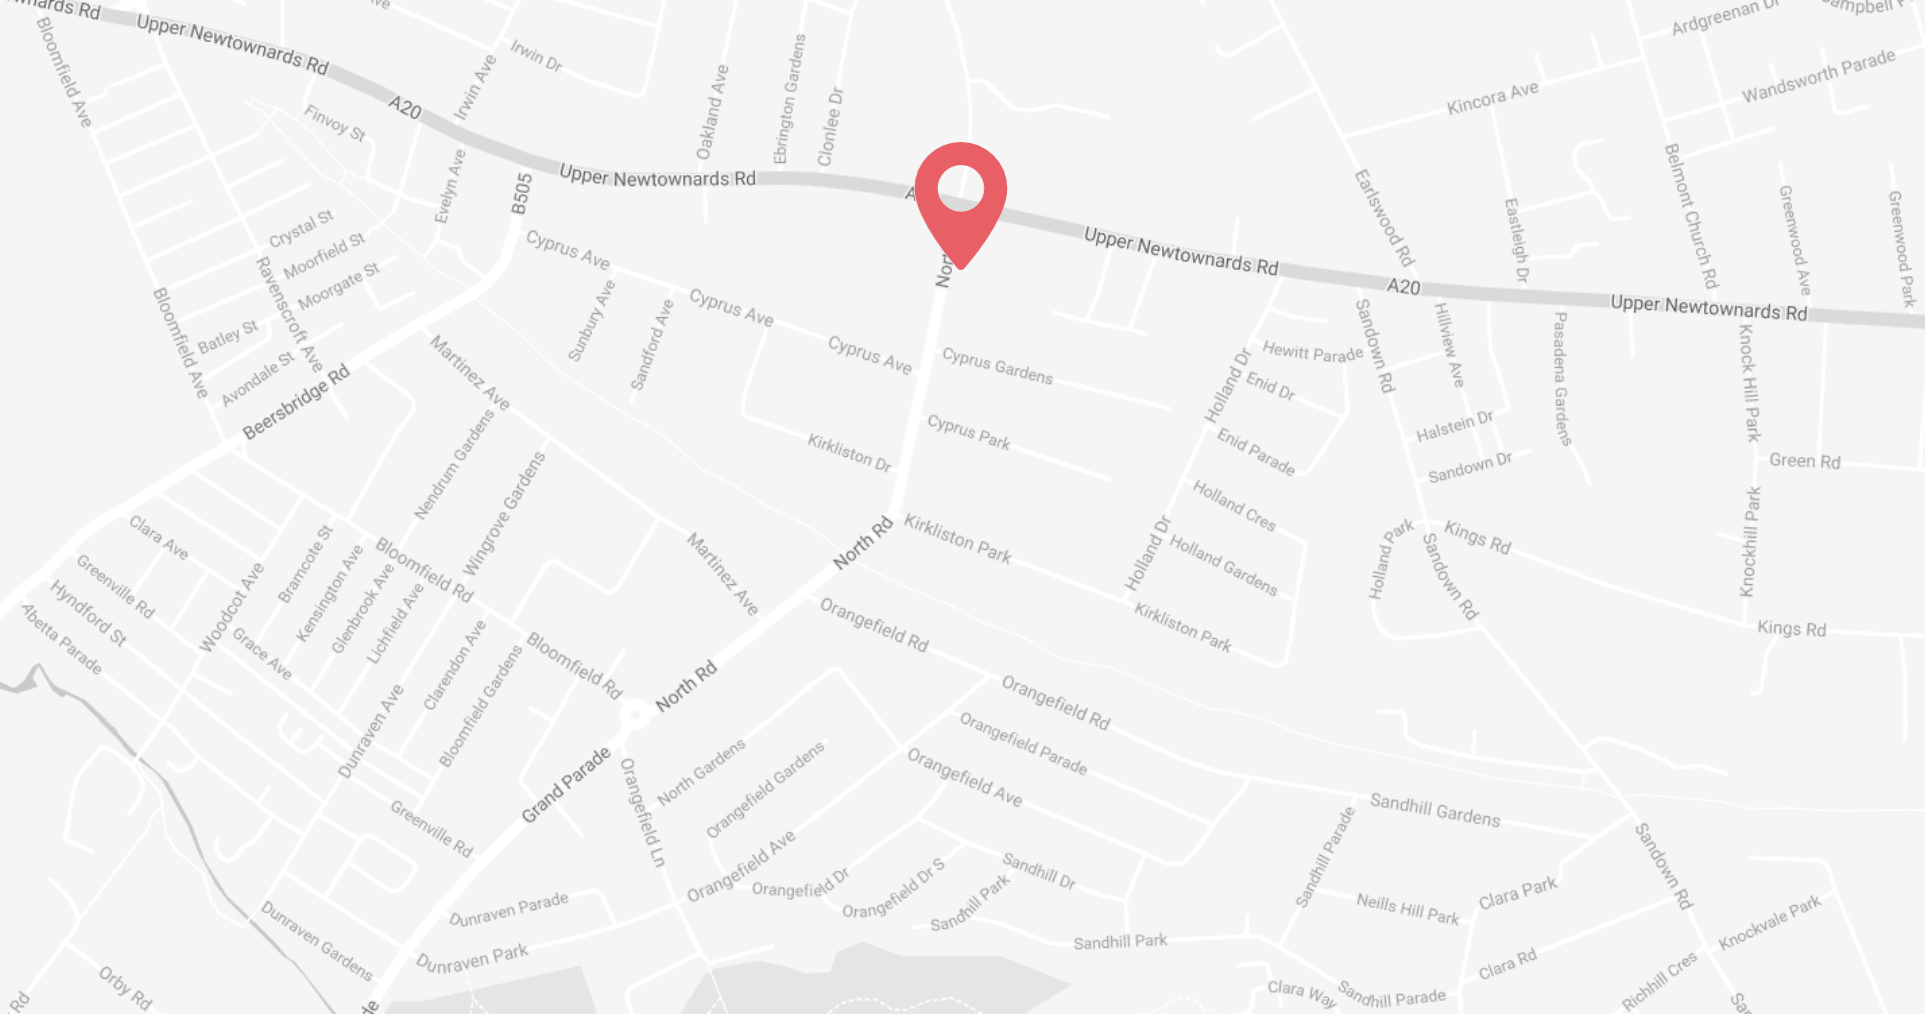 wnards Rd
Upper Newtownards Rd
Bloomfield Ave
Irwin Dr
Irwin Ave
A20
Finvoy St
Evelyn Ave
B505
Oakland Ave
Ebrington Gardens
Clonlee Dr
Upper Newtownards Rd
Ardgreenan Dr
Wandsworth Parade
Kincora Ave
Earlswood Rd
Eastleigh Dr
Belmont Church Rd
Greenwood Ave
Greenwood Park
Upper Newtownards Rd
A20
Upper Newtownards Rd
Crystal St
Moorfield St
Moorgate St
Ravenscroft Ave
Batley St
Avondale St
Bloomfield Ave
Beersbridge Rd
Cyprus Ave
Sunbury Ave
Sandford Ave
Cyprus Ave
Cyprus Ave
Cyprus Gardens
Cyprus Park
Kirkliston Dr
Kirkliston Park
Holland Dr
Hewitt Parade
Enid Dr
Enid Parade
Holland Cres
Holland Dr
Holland Gardens
Kirkliston Park
Sandown Rd
Hillview Ave
Pasadena Gardens
Halstein Dr
Sandown Dr
Knock Hill Park
Green Rd
Knockhill Park
Kings Rd
Kings Rd
Holland Park
Sandown Rd
Martinez Ave
Nendrum Gardens
Wingrove Gardens
Martinez Ave
North Rd
Clara Ave
Greenville Rd
Hyndford St
Abetta Parade
Woodcot Ave
Grace Ave
Bramcote St
Kensington Ave
Glenbrook Ave
Lichfield Ave
Bloomfield Rd
Clarendon Ave
Bloomfield Gardens
Dunraven Ave
Bloomfield Rd
North Rd
Orangefield Rd
Orangefield Rd
Orangefield Parade
Orangefield Ave
Grand Parade
Orangefield Ln
North Gardens
Orangefield Gardens
Orangefield Ave
Greenville Rd
Orangefield Dr
Orangefield Dr S
Sandhill Park
Sandhill Dr
Sandhill Park
Sandhill Gardens
Sandhill Parade
Neills Hill Park
Clara Park
Clara Rd
Sandown Rd
Knockvale Park
Richhill Cres
Clara Way
Sandhill Parade
Dunraven Parade
Dunraven Park
Dunraven Gardens
Orby Rd
Rd